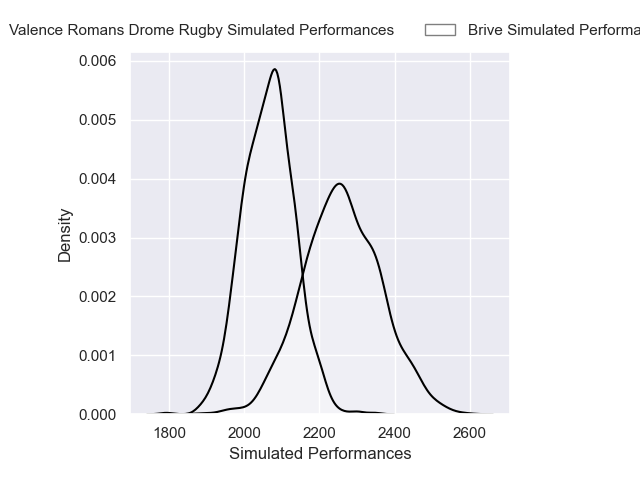 Valence Romans Drome Rugby Simulated Performances
Brive Simulated Performa
0.006
0.005
0.004
0.003
0.002
0.001
0.000
Density
1800 2000 2200 2400 2600
Simulated Performances